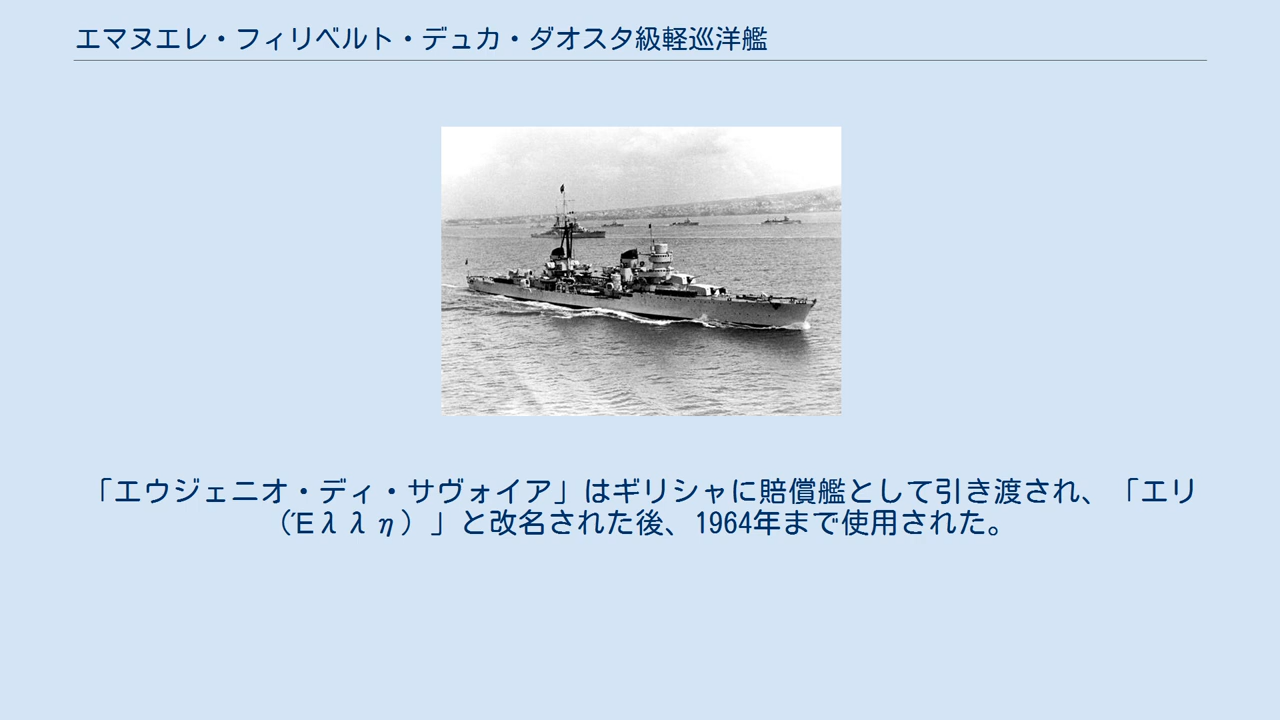 エマヌエレ・フィリベルト・デュカ・ダオスタ級軽巡洋艦
「エウジェニオ・ディ・サヴォイア」はギリシャに賠償艦として引き渡され、「エリ
（Έλλη）」と改名された後、1964年まで使用された。